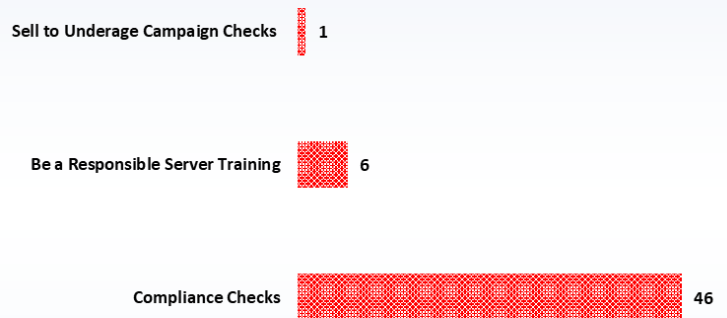 Sell to Underage Campaign Checks 1
Be a Responsible Server Training 6
Compliance Checks 46